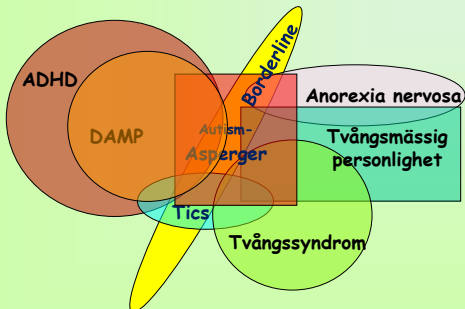 ADHD
Borderline
Anorexia nervosa
DAMP
Autism-
Asperger
Tvångsmässig
personlighet
Tics
Tvångssyndrom